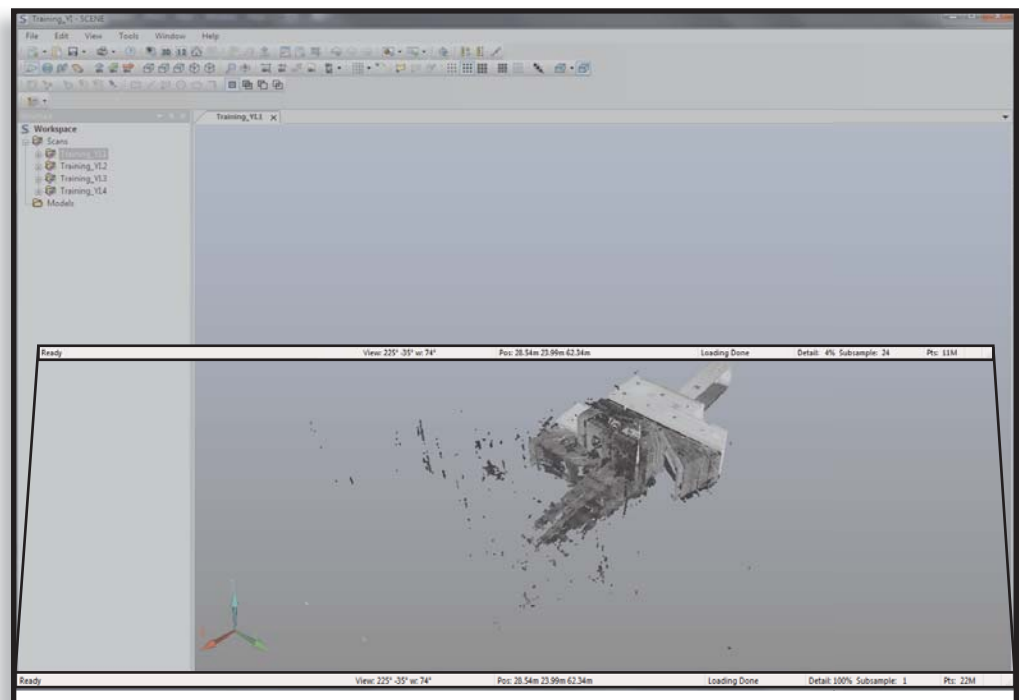 Training_VI - SCENE
File Edit View Tools Window Help
Training_VI.1 x
Workspace
Scans
Training_VI.1
Training_VI.2
Training_VI.3
Training_VI.4
Models
Ready View: 225° -35° w: 74° Pos: 28.54m 23.99m 62.34m Loading Done Detail: 4% Subsample: 24 Pts: 11M
Ready View: 225° -35° w: 74° Pos: 28.54m 23.99m 62.34m Loading Done Detail: 100% Subsample: 1 Pts: 22M